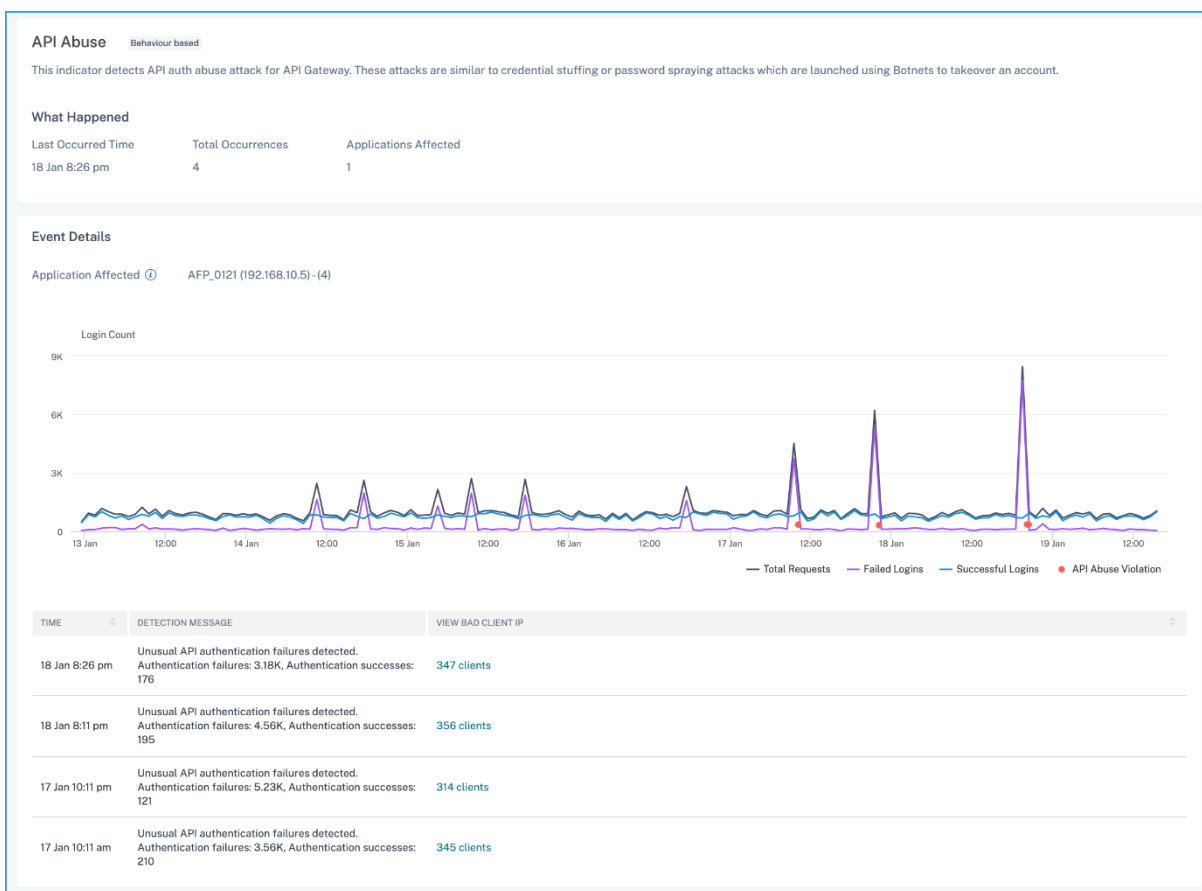 API Abuse Behaviour based
This indicator detects API auth abuse attack for API Gateway. These attacks are similar to credential stuffing or password spraying attacks which are launched using Botnets to takeover an account.
What Happened
Last Occurred Time Total Occurrences Applications Affected
18 Jan 8:26 pm 4 1
Event Details
Application Affected AFP_0121 (192.168.10.5) - (4)
Login Count
9K
6K
3K
0
13 Jan 12:00 14 Jan 12:00 15 Jan 12:00 16 Jan 12:00 17 Jan 12:00 18 Jan 12:00 19 Jan 12:00
Total Requests Failed Logins Successful Logins API Abuse Violation
TIME DETECTION MESSAGE VIEW BAD CLIENT IP
Unusual API authentication failures detected.
18 Jan 8:26 pm Authentication failures: 3.18K, Authentication successes: 347 clients
176
Unusual API authentication failures detected.
18 Jan 8:11 pm Authentication failures: 4.56K, Authentication successes: 356 clients
195
Unusual API authentication failures detected.
17 Jan 10:11 pm Authentication failures: 5.23K, Authentication successes: 314 clients
121
Unusual API authentication failures detected.
17 Jan 10:11 am Authentication failures: 3.56K, Authentication successes: 345 clients
210